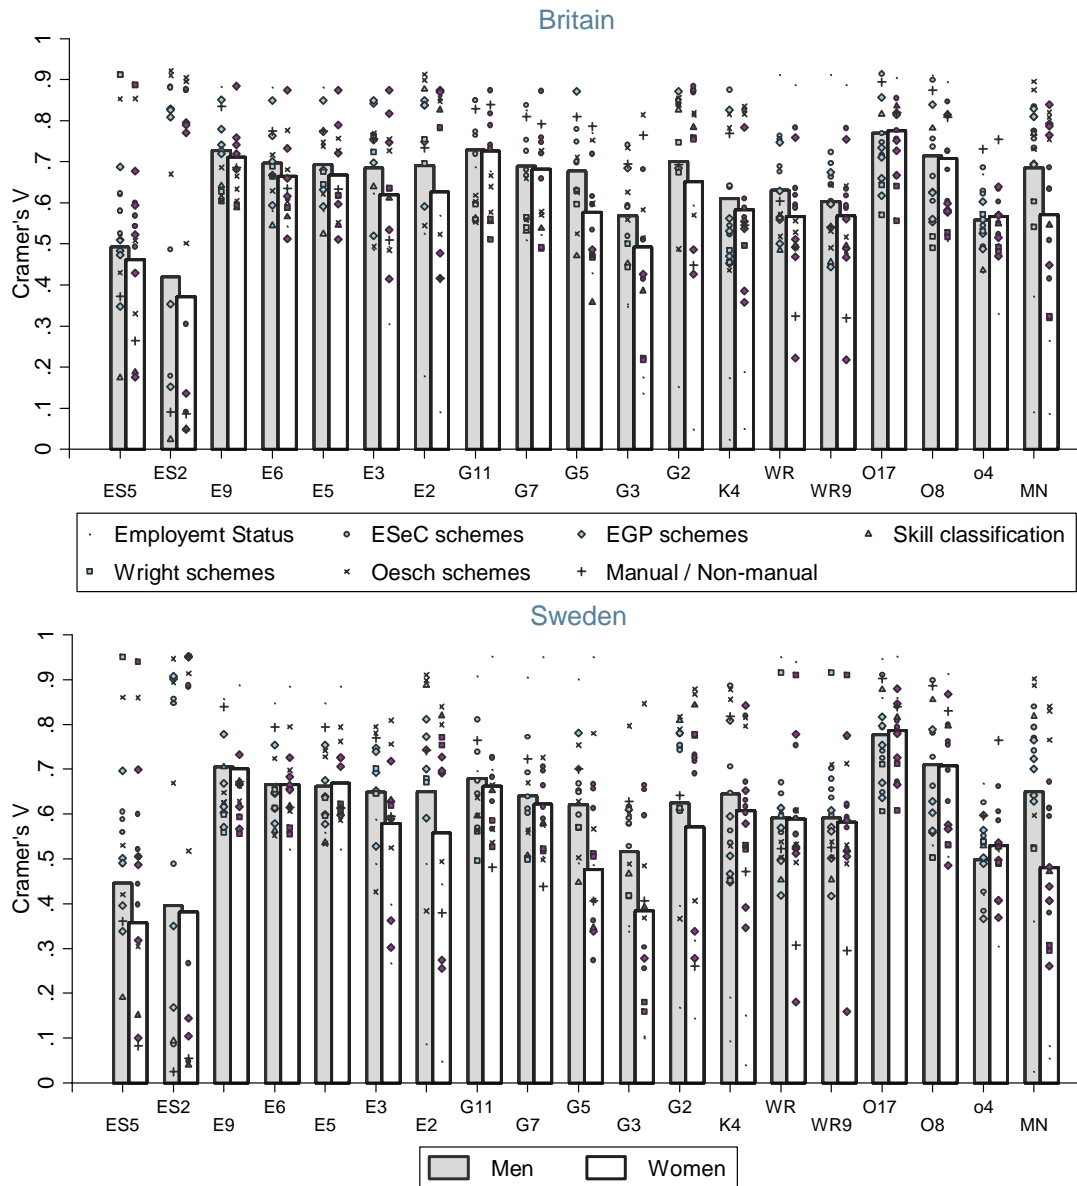 Britain
Cramer's V
1
.9
.8
.7
.6
.5
.4
.3
.2
.1
0
ES5 ES2 E9 E6 E5 E3 E2 G11 G7 G5 G3 G2 K4 WR WR9 O17 O8 o4 MN
Employemt Status ESeC schemes EGP schemes Skill classification
Wright schemes Oesch schemes Manual / Non-manual
Sweden
Cramer's V
1
.9
.8
.7
.6
.5
.4
.3
.2
.1
0
ES5 ES2 E9 E6 E5 E3 E2 G11 G7 G5 G3 G2 K4 WR WR9 O17 O8 o4 MN
Men Women